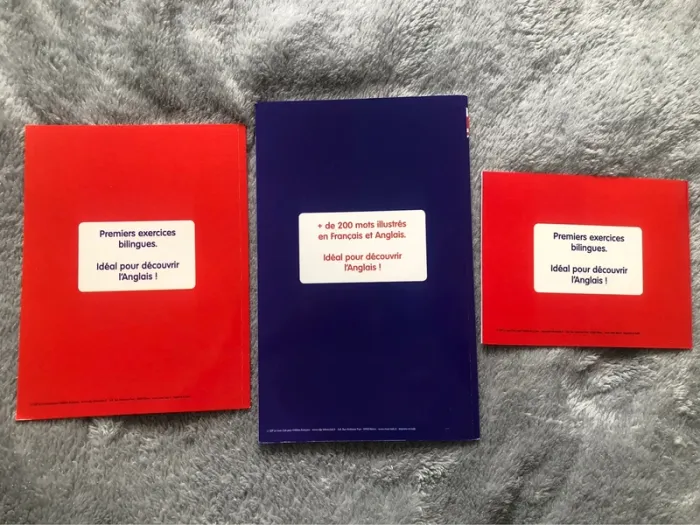 Premiers exercices
bilingues.
Idéal pour découvrir
l'Anglais !
+ de 200 mots illustrés
en Français et Anglais.
Idéal pour découvrir
l'Anglais !
Premiers exercices
bilingues.
Idéal pour découvrir
l'Anglais !